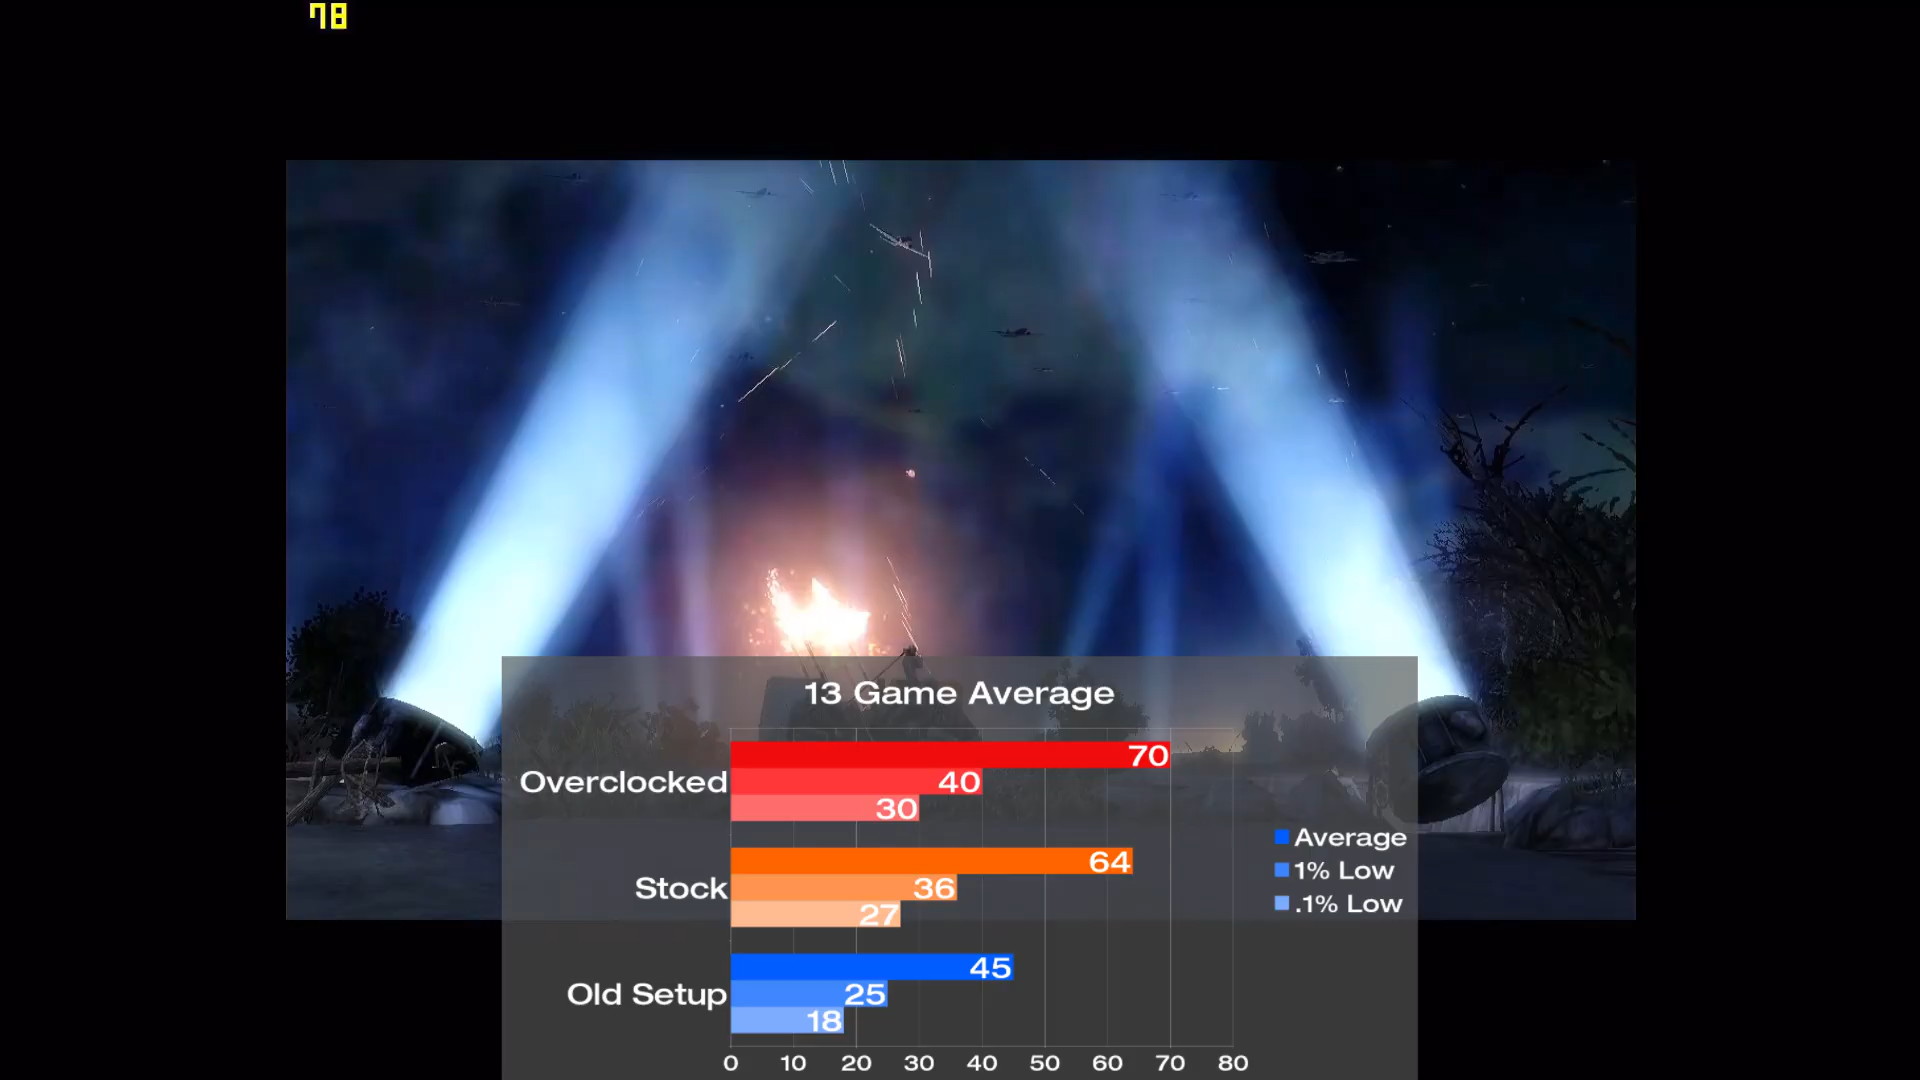 78
13 Game Average
Overclocked
70
40
30
Stock
64
36
27
Old Setup
45
25
18
Average
1% Low
.1% Low
0 10 20 30 40 50 60 70 80